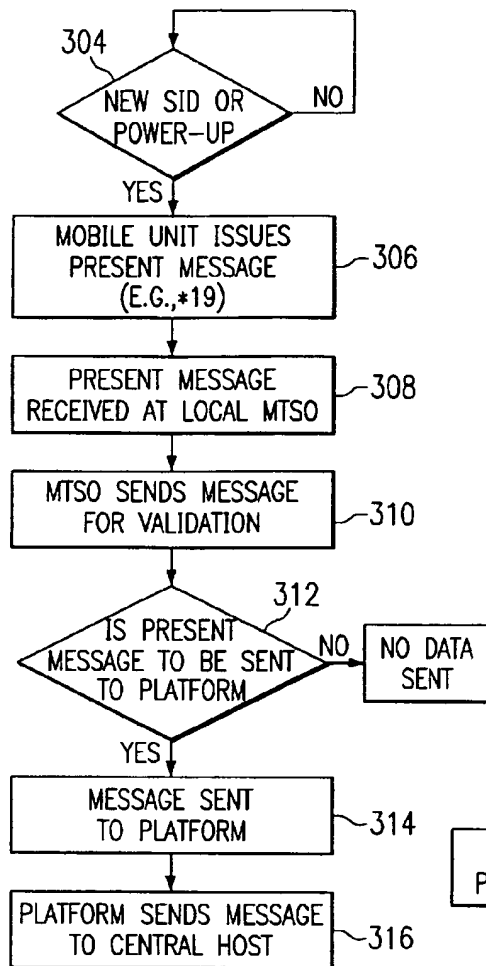 304
NEW SID OR
POWER-UP
NO
YES
MOBILE UNIT ISSUES
PRESENT MESSAGE
(E.G.,*19)
306
PRESENT MESSAGE
RECEIVED AT LOCAL MTSO
308
MTSO SENDS MESSAGE
FOR VALIDATION
310
312
IS PRESENT
MESSAGE TO BE SENT
TO PLATFORM
NO
NO DATA
SENT
YES
MESSAGE SENT
TO PLATFORM
314
P
PLATFORM SENDS MESSAGE
TO CENTRAL HOST
316